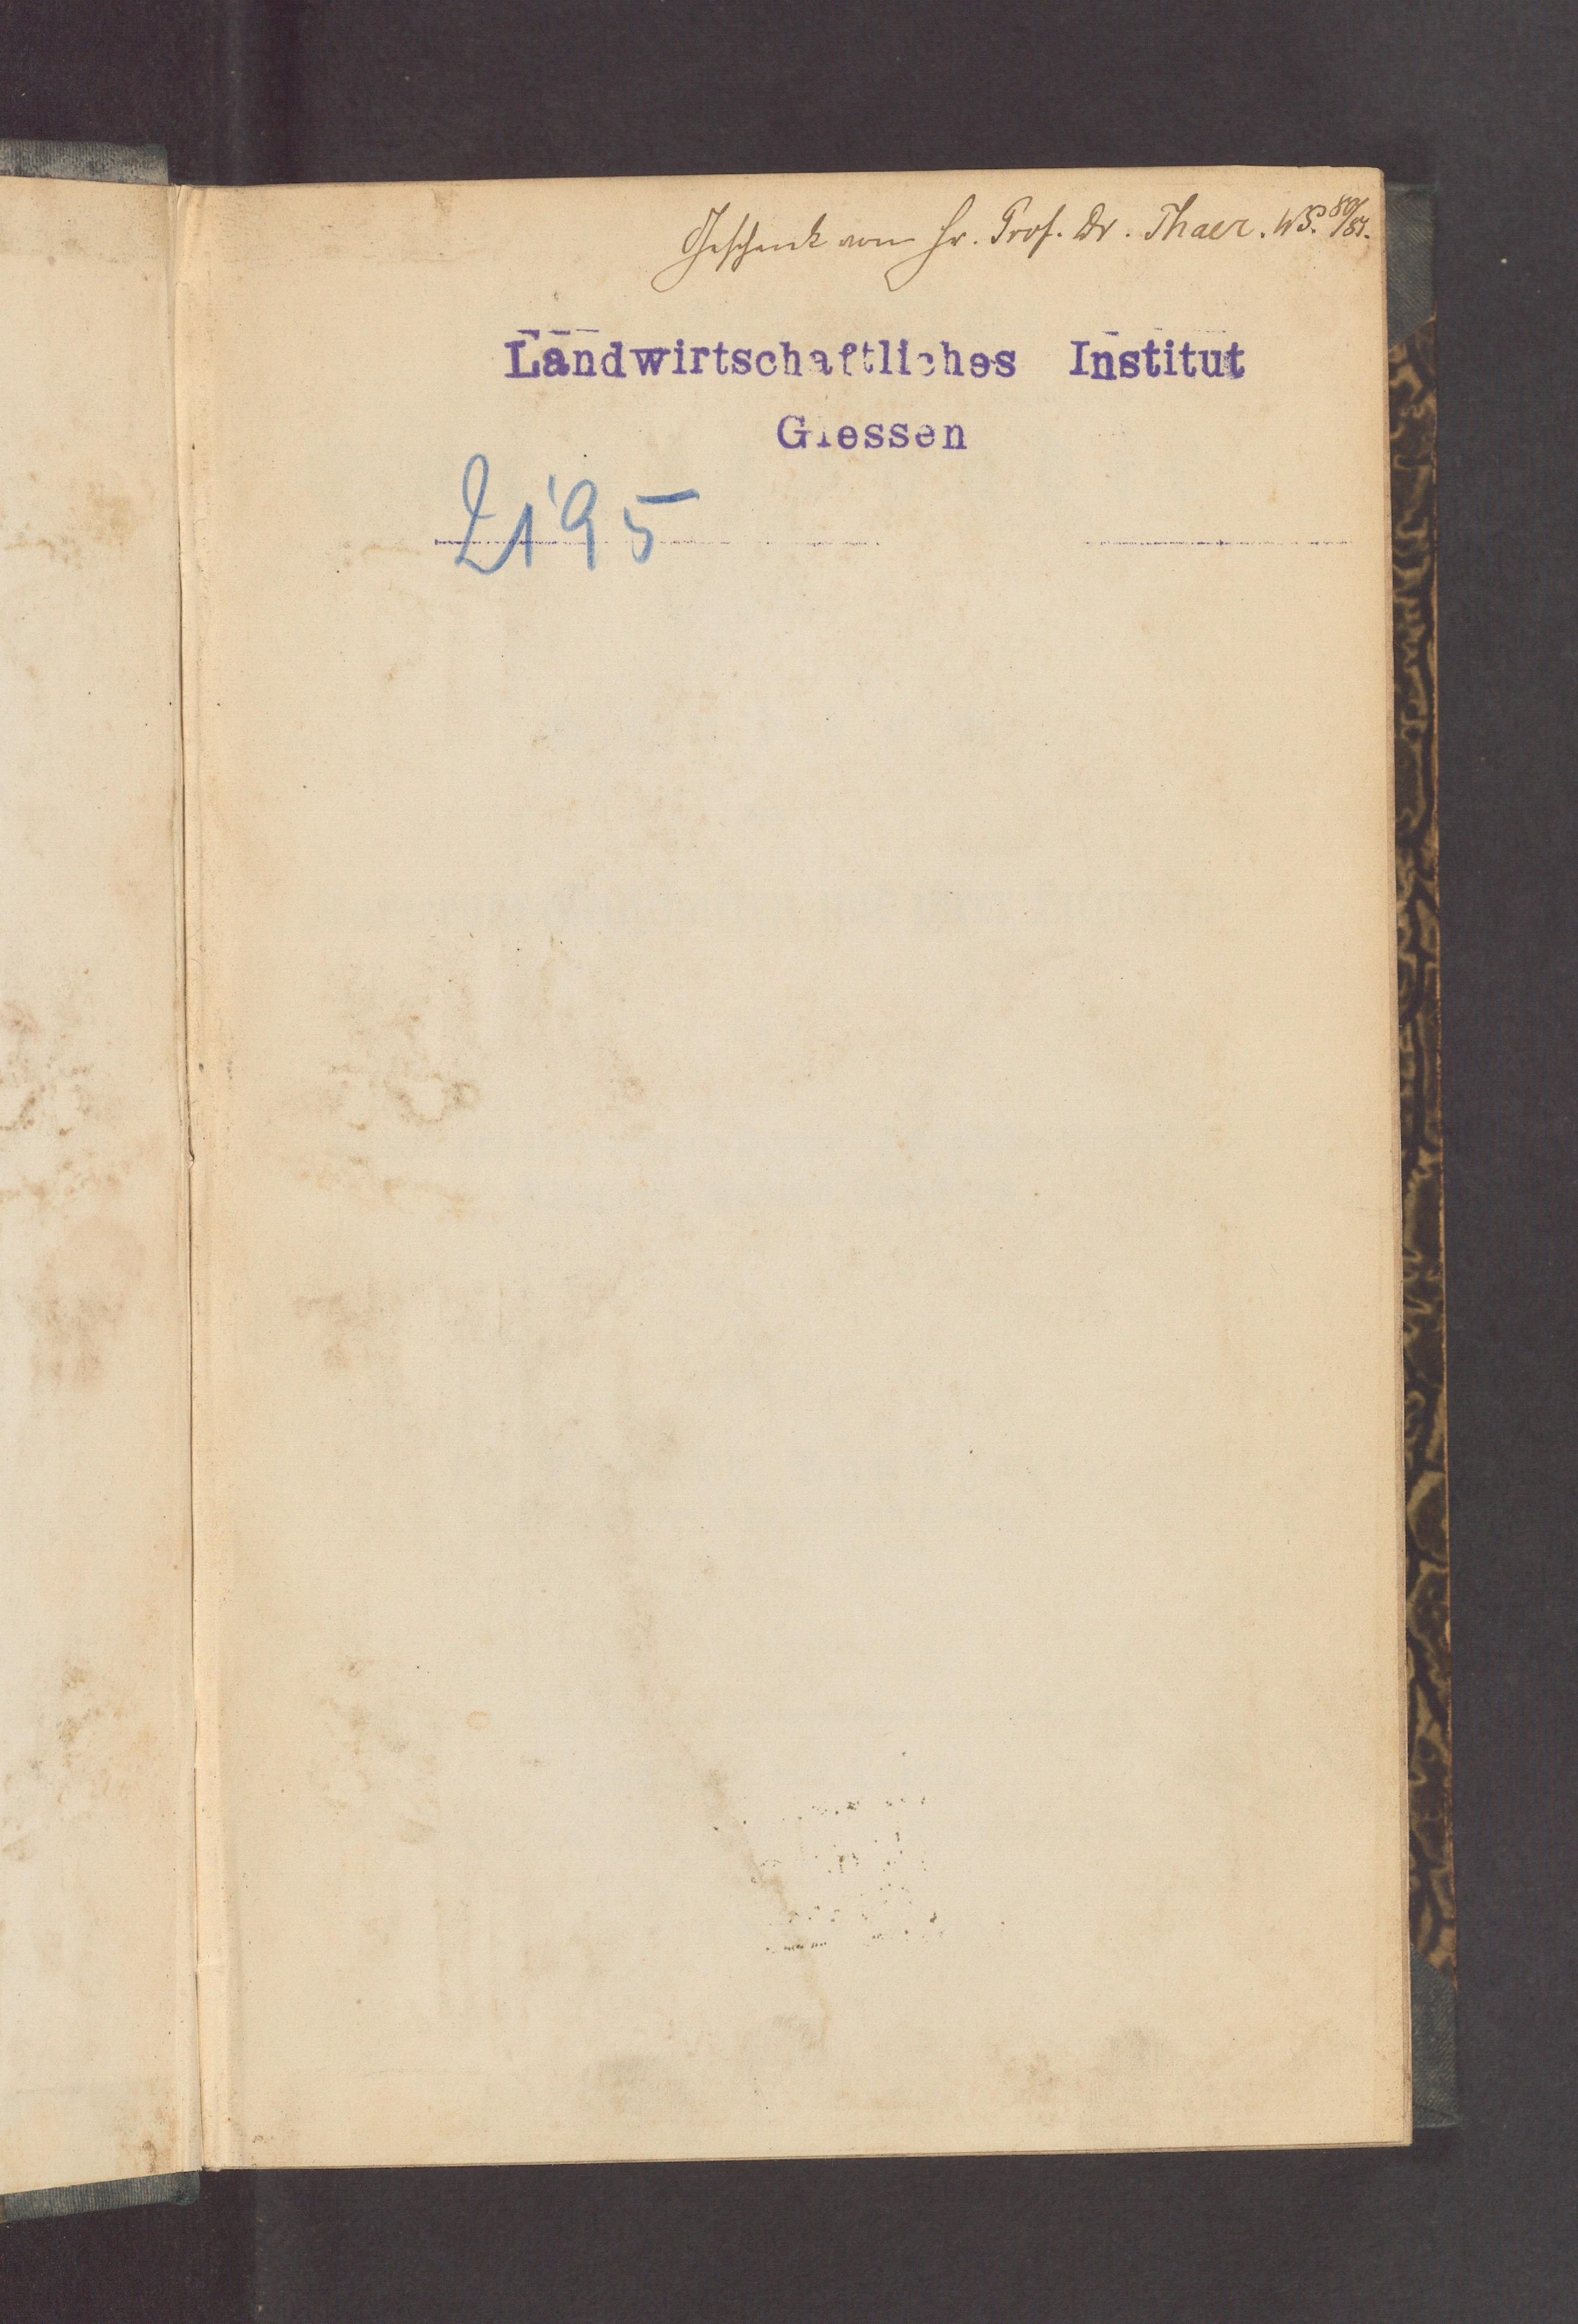 Geschenk von Hr. Prof. Dr. Thaer. WS. 80/81.
Landwirtschaftliches Institut
Giessen
2195